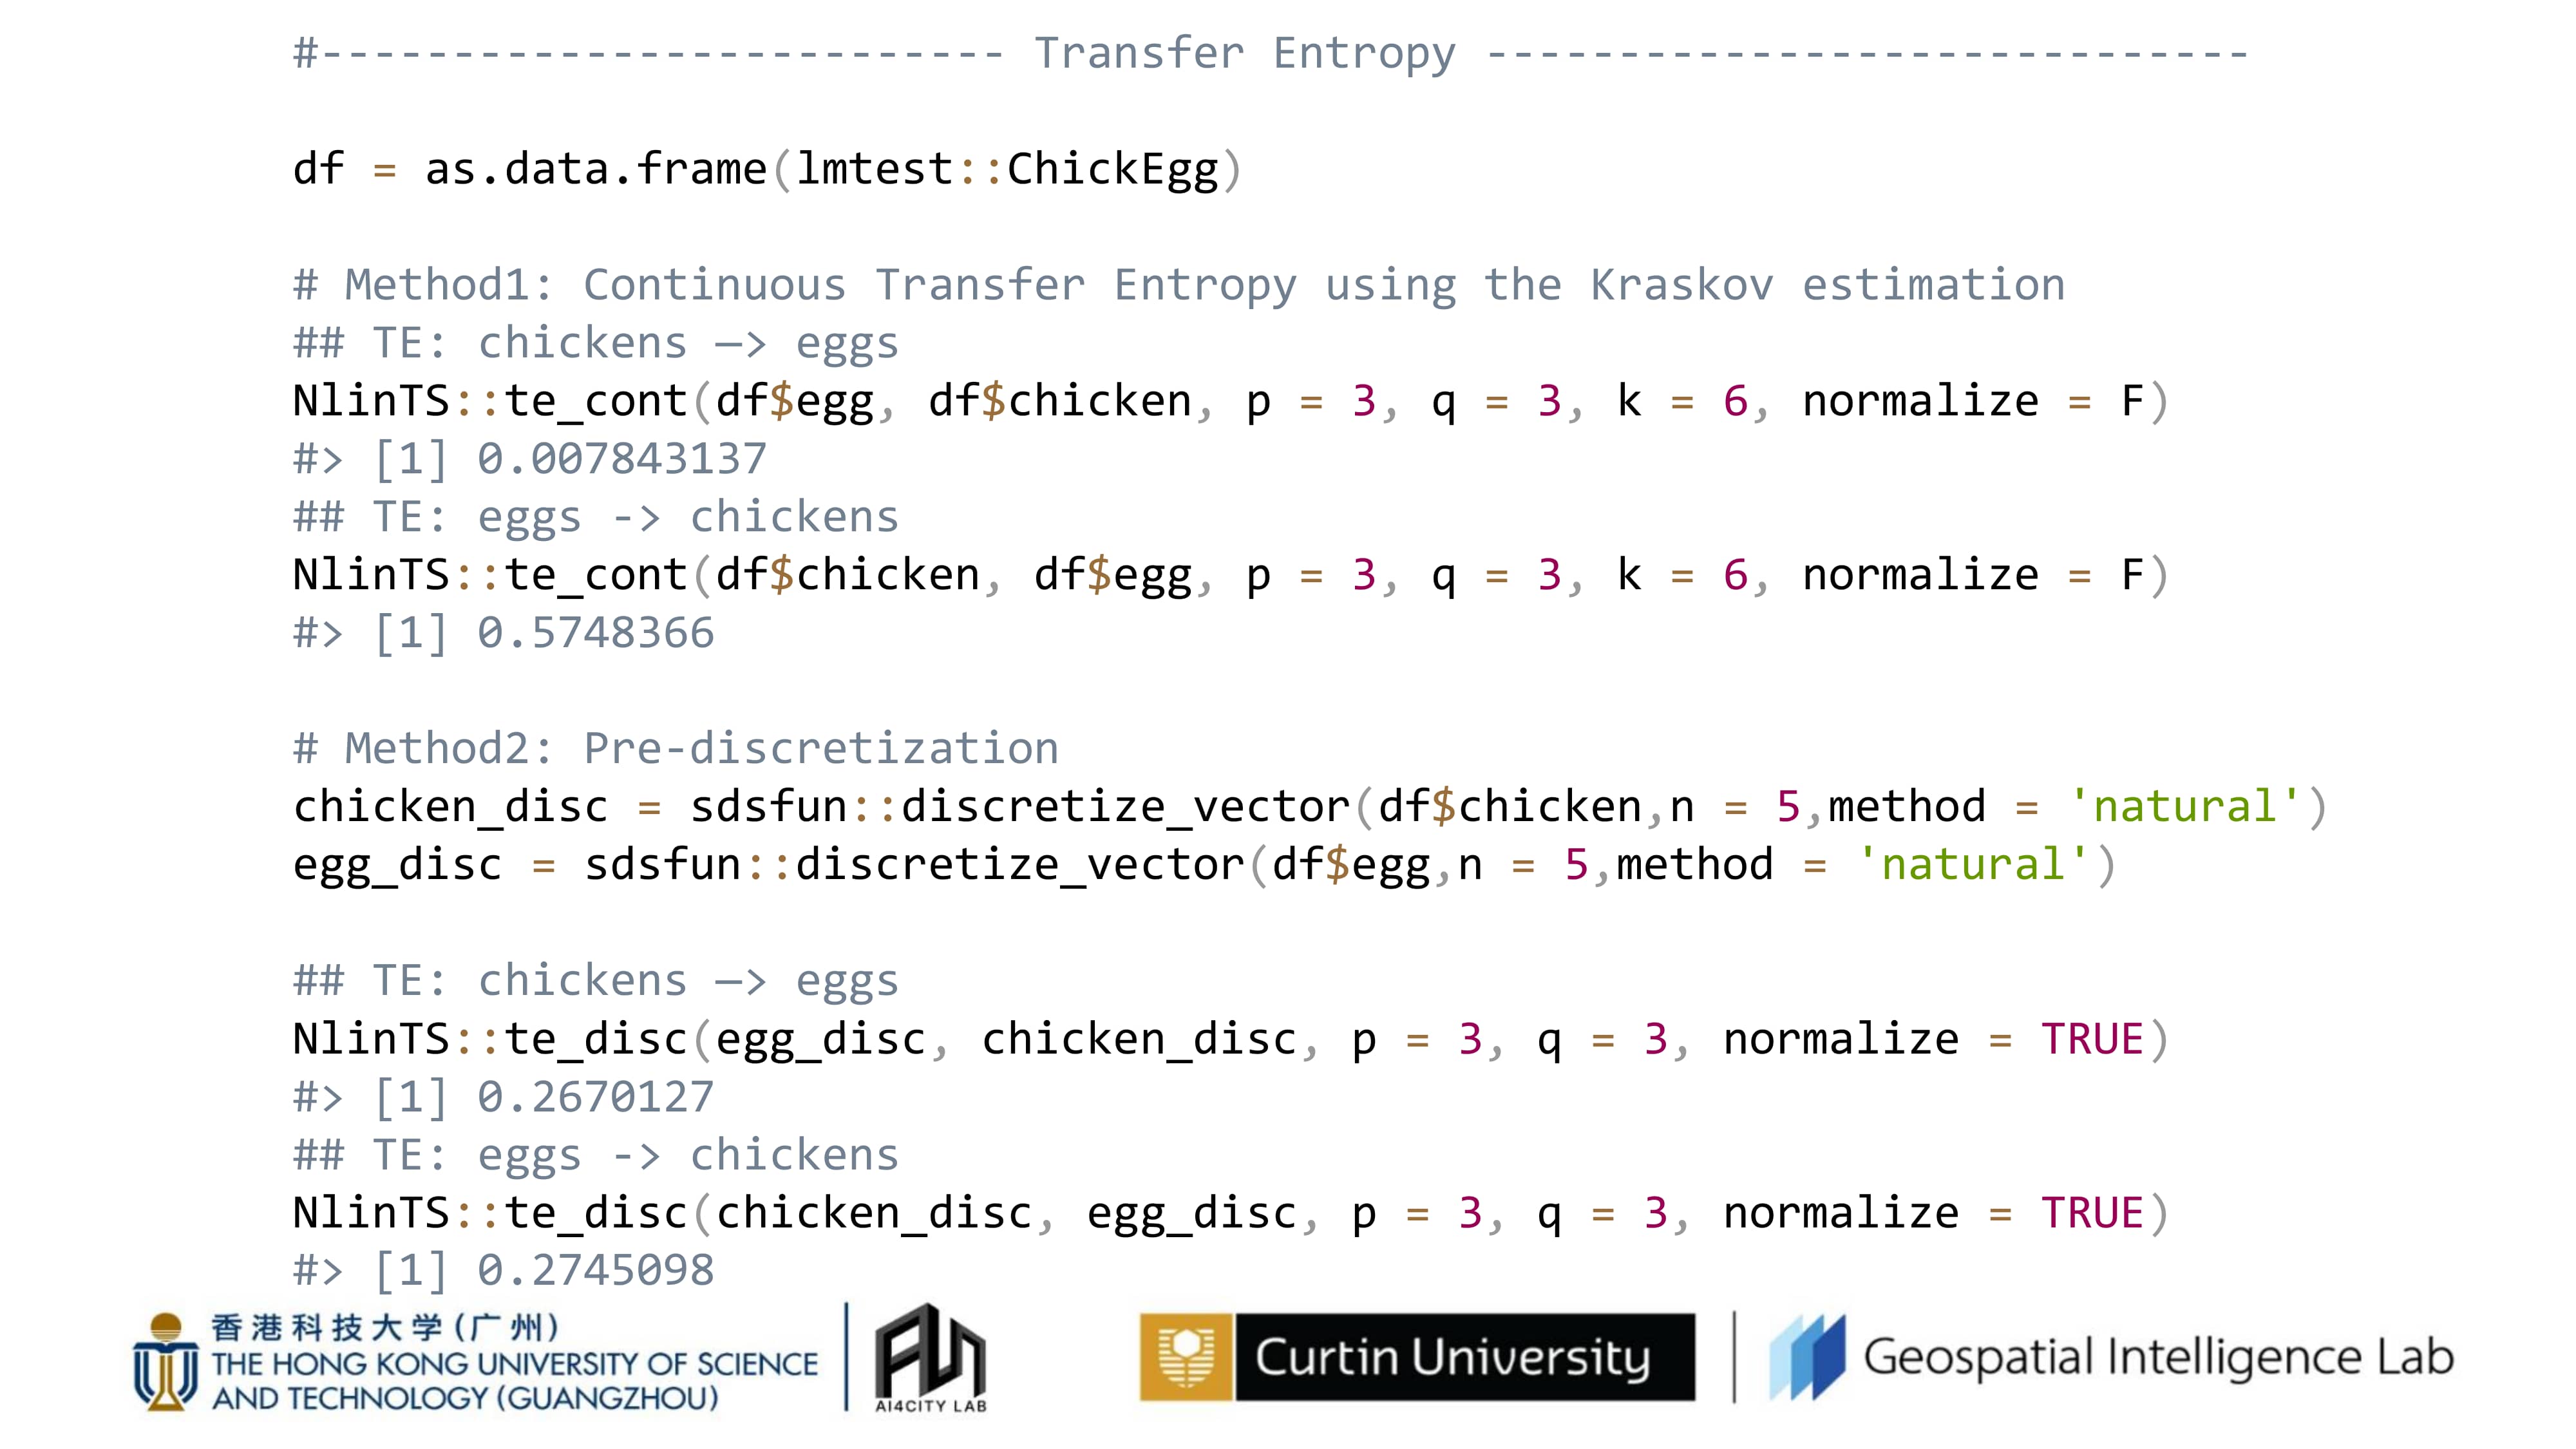 #-------------------------- Transfer Entropy -----------------------------
df = as.data.frame(lmtest::ChickEgg)
# Method1: Continuous Transfer Entropy using the Kraskov estimation
## TE: chickens —> eggs
NlinTS::te_cont(df$egg, df$chicken, p = 3, q = 3, k = 6, normalize = F)
#> [1] 0.007843137
## TE: eggs -> chickens
NlinTS::te_cont(df$chicken, df$egg, p = 3, q = 3, k = 6, normalize = F)
#> [1] 0.5748366
# Method2: Pre-discretization
chicken_disc = sdsfun::discretize_vector(df$chicken,n = 5,method = 'natural')
egg_disc = sdsfun::discretize_vector(df$egg,n = 5,method = 'natural')
## TE: chickens —> eggs
NlinTS::te_disc(egg_disc, chicken_disc, p = 3, q = 3, normalize = TRUE)
#> [1] 0.2670127
## TE: eggs -> chickens
NlinTS::te_disc(chicken_disc, egg_disc, p = 3, q = 3, normalize = TRUE)
#> [1] 0.2745098
香港科技大学(广州)
THE HONG KONG UNIVERSITY OF SCIENCE
AND TECHNOLOGY (GUANGZHOU)
AI4CITY LAB
Curtin University
Geospatial Intelligence Lab